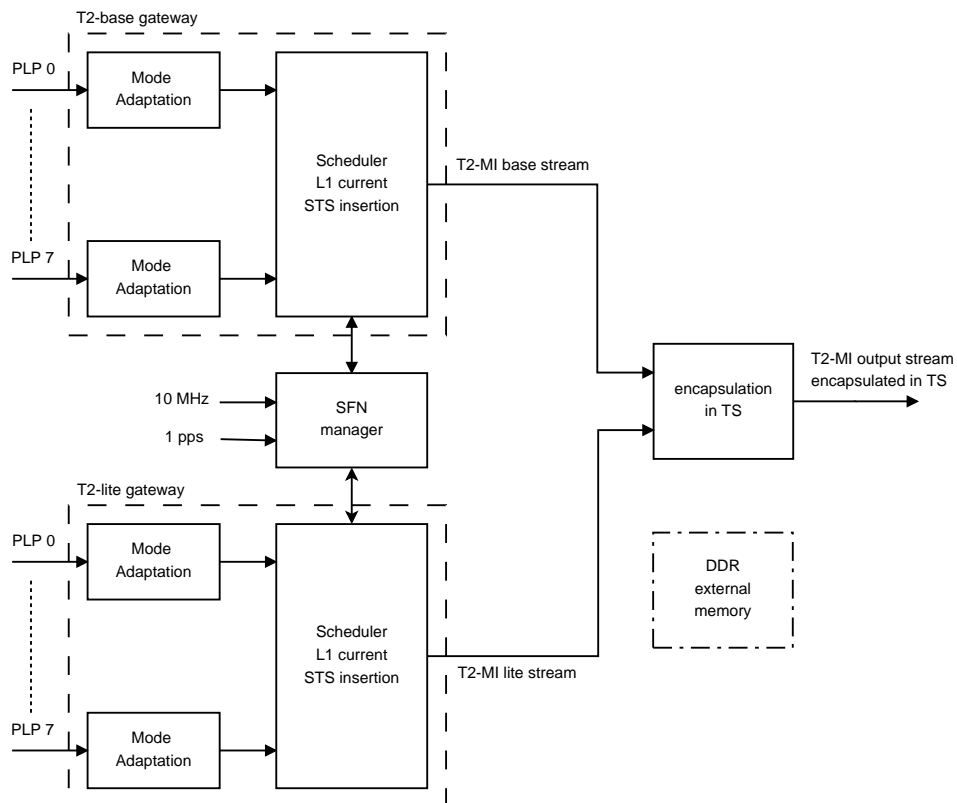 T2-base gateway
PLP 0
Mode
Adaptation
Scheduler
L1 current
STS insertion
T2-MI base stream
PLP 7
Mode
Adaptation
10 MHz
1 pps
SFN
manager
encapsulation
in TS
T2-MI output stream
encapsulated in TS
T2-lite gateway
PLP 0
Mode
Adaptation
Scheduler
L1 current
STS insertion
T2-MI lite stream
DDR
external
memory
PLP 7
Mode
Adaptation